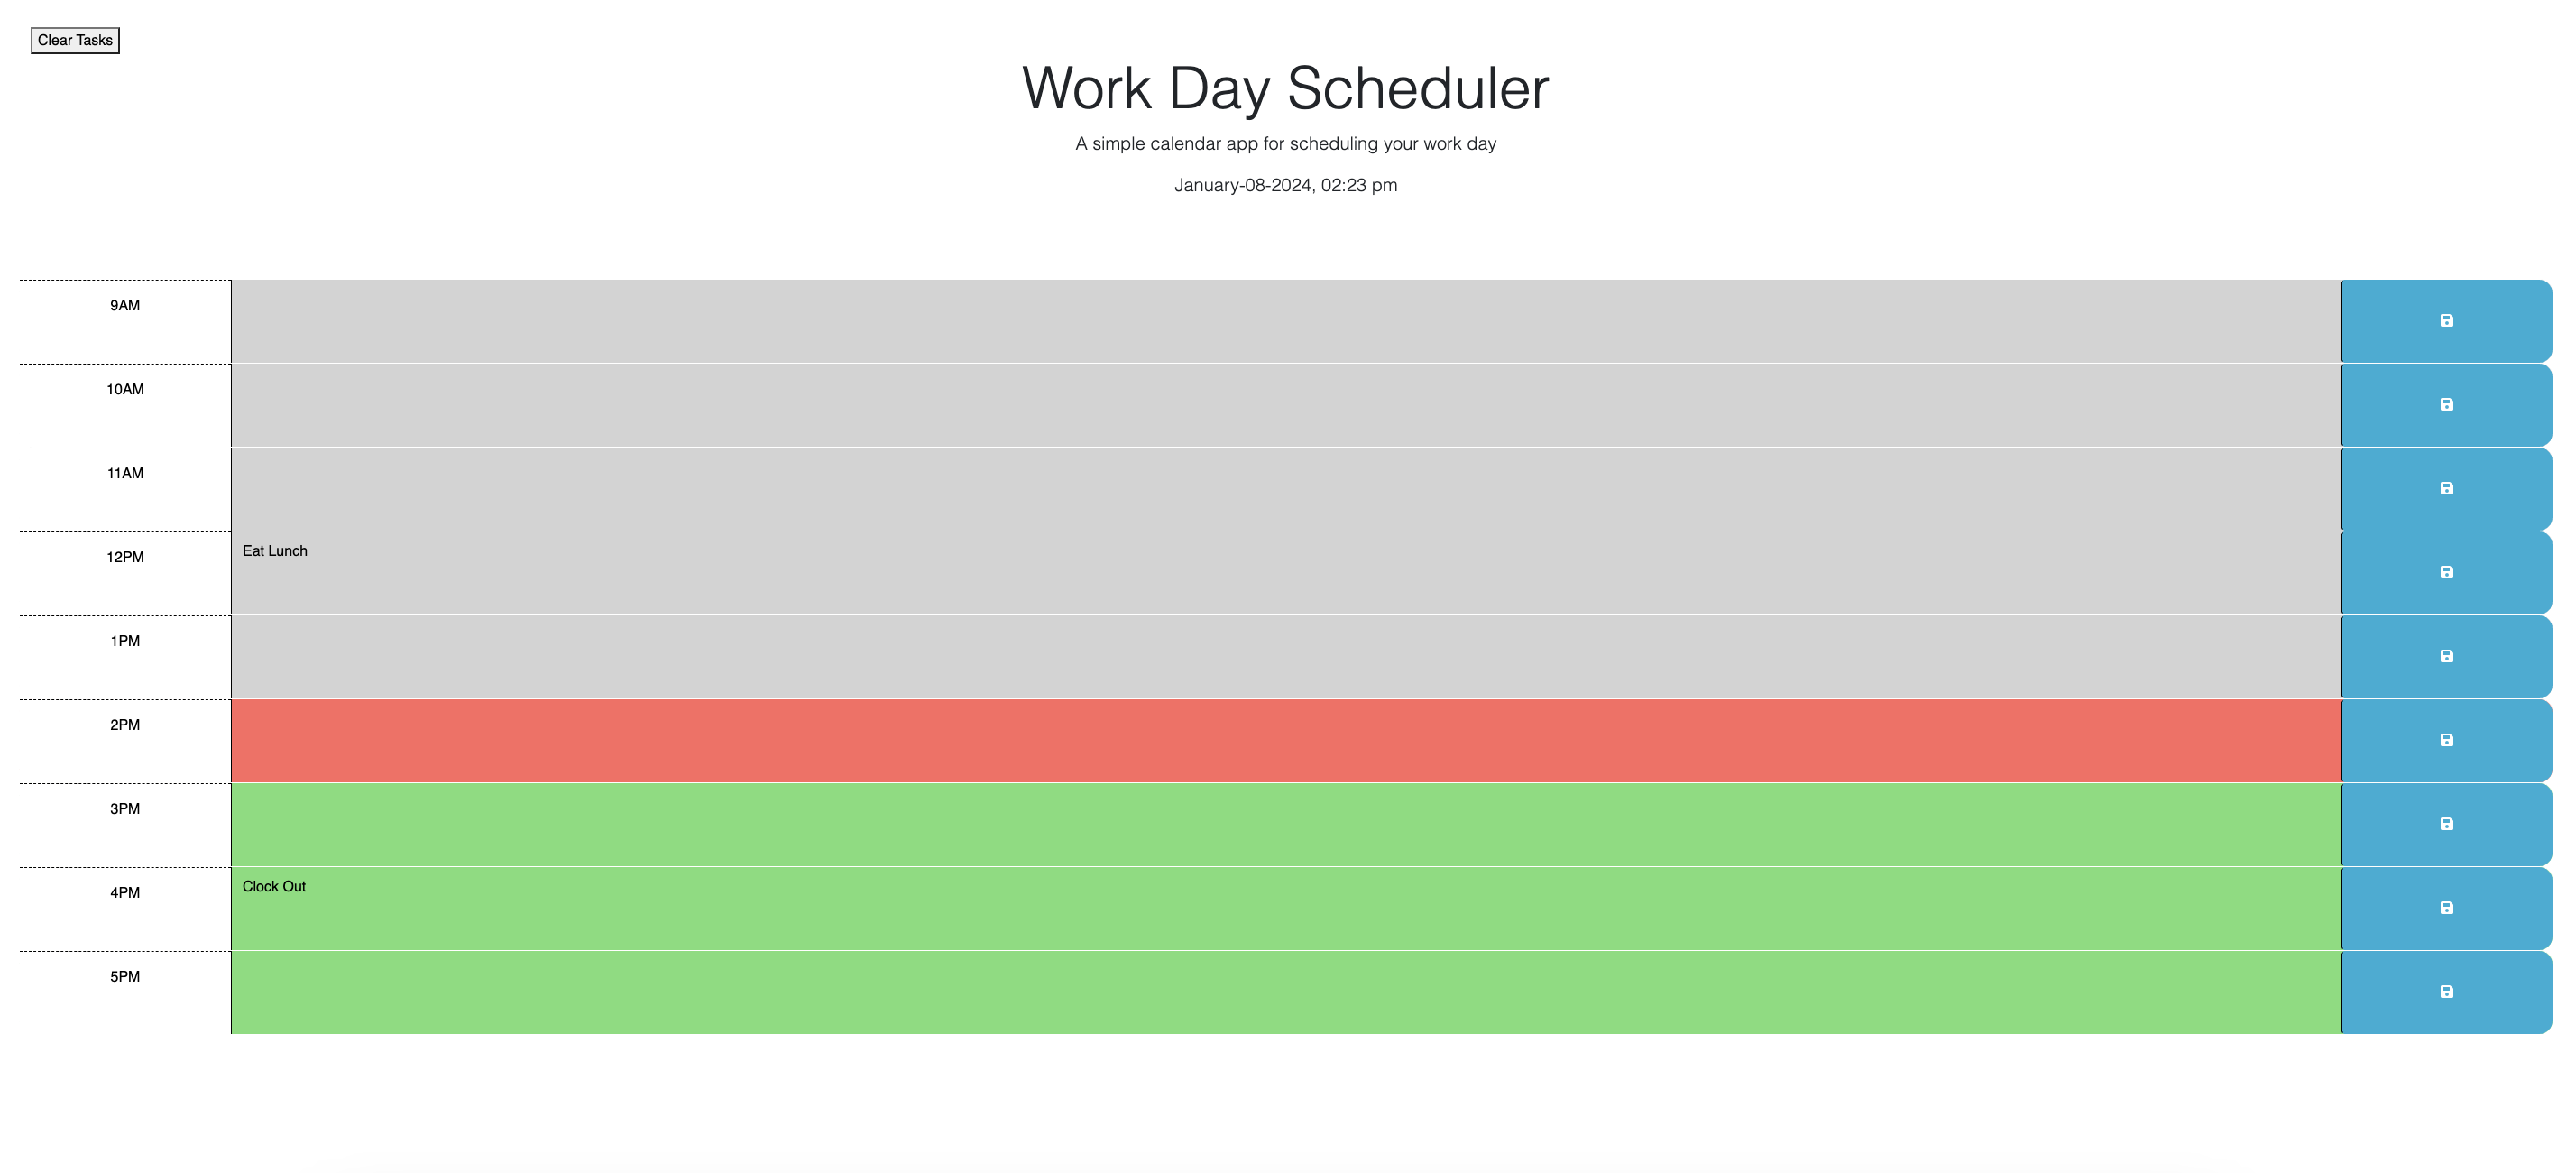 Clear Tasks
Work Day Scheduler
A simple calendar app for scheduling your work day
January-08-2024, 02:23 pm
9AM
10AM
11AM
12PM Eat Lunch
1PM
2PM
3PM
4PM Clock Out
5PM